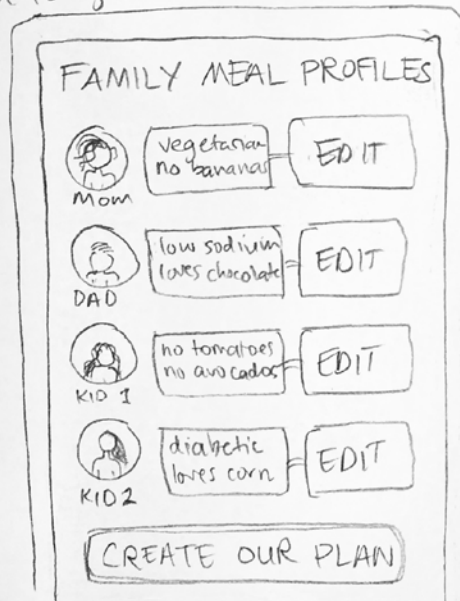 FAMILY MEAL PROFILES
vegetarian
no bananas
EDIT
Mom
low sodium
loves chocolate
EDIT
DAD
no tomatoes
no avocados
EDIT
KID 1
diabetic
loves corn
EDIT
KID 2
CREATE OUR PLAN